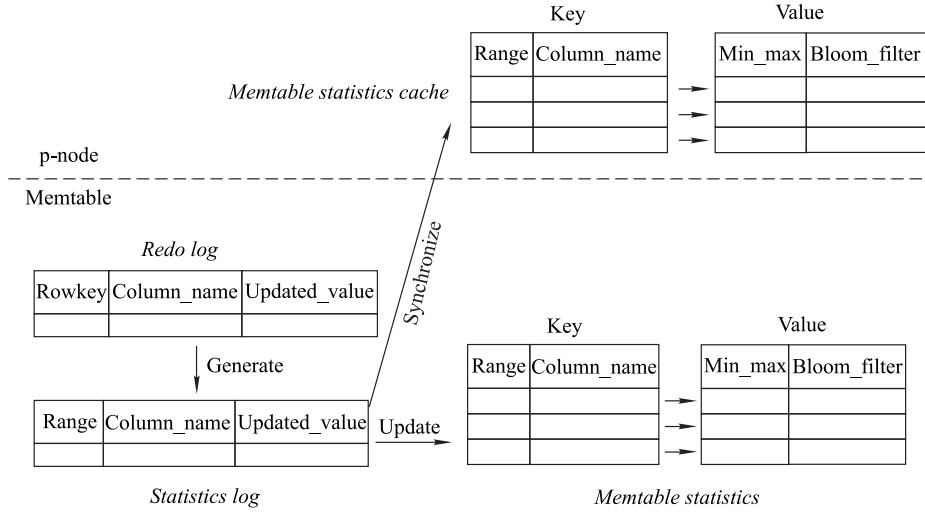 Key Value
Range Column_name Min_max Bloom_filter
Memtable statistics cache
p-node
Memtable
Synchronize
Redo log
Rowkey Column_name Updated_value
Generate
Range Column_name Updated_value
Statistics log
Update
Key Value
Range Column_name Min_max Bloom_filter
Memtable statistics